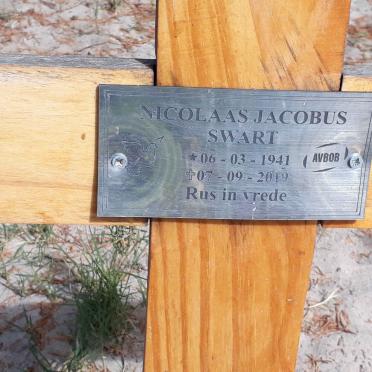 NICOLAAS JACOBUS
SWART
★06 - 03 - 1941
✝07 - 09 - 2019
AVBOB
Rus in vrede